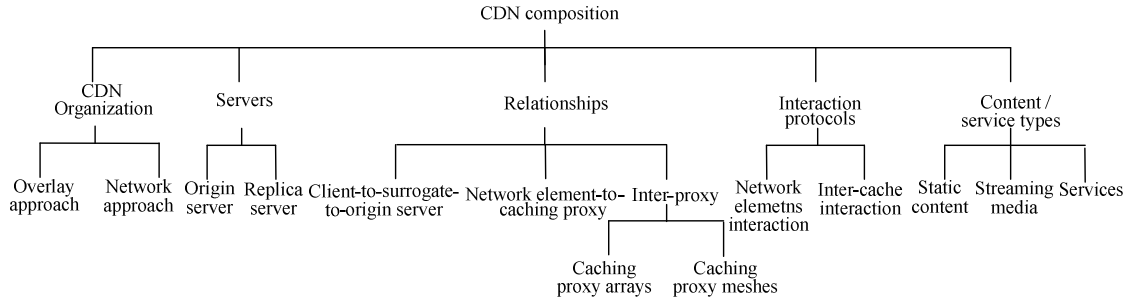 CDN composition
CDN
Organization
Servers
Relationships
Interaction
protocols
Content /
service types
Overlay
approach
Network
approach
Origin
server
Replica
server
Client-to-surrogate-
to-origin server
Network element-to-
caching proxy
Inter-proxy
Network
elemetns
interaction
Inter-cache
interaction
Static
content
Streaming
media
Services
Caching
proxy arrays
Caching
proxy meshes